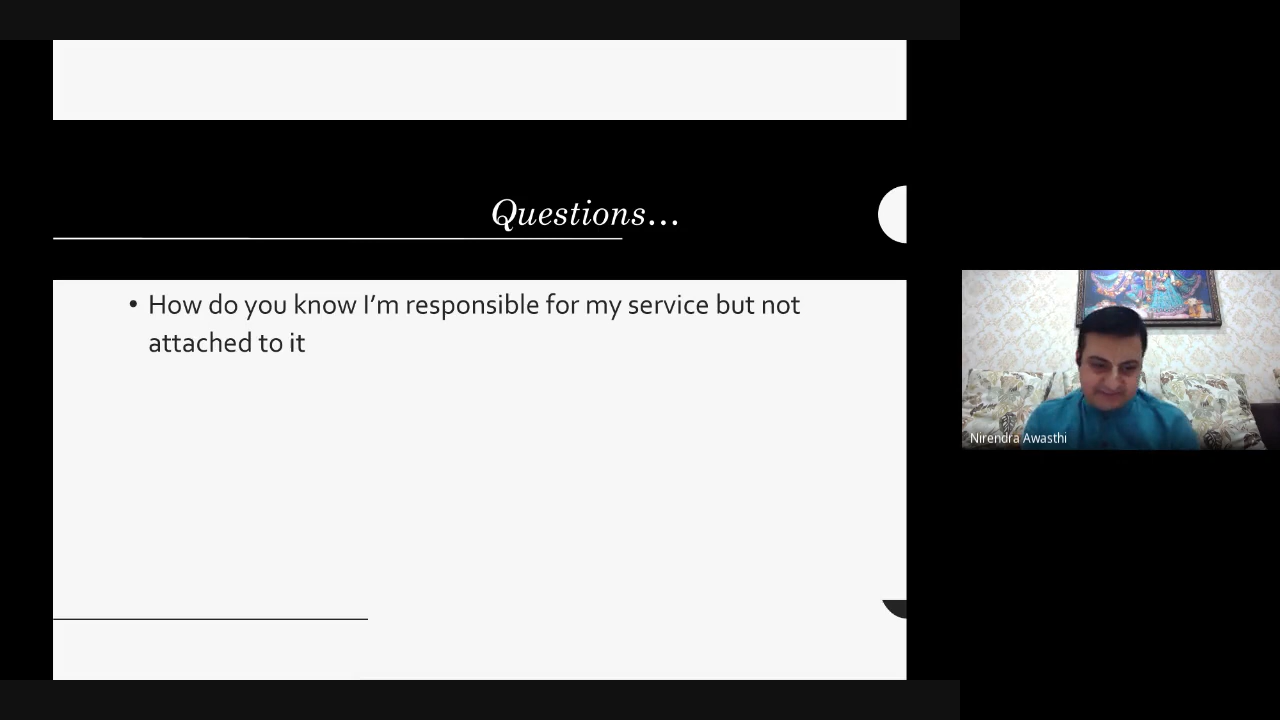 Questions...
• How do you know I’m responsible for my service but not
attached to it
Nirendra Awasthi